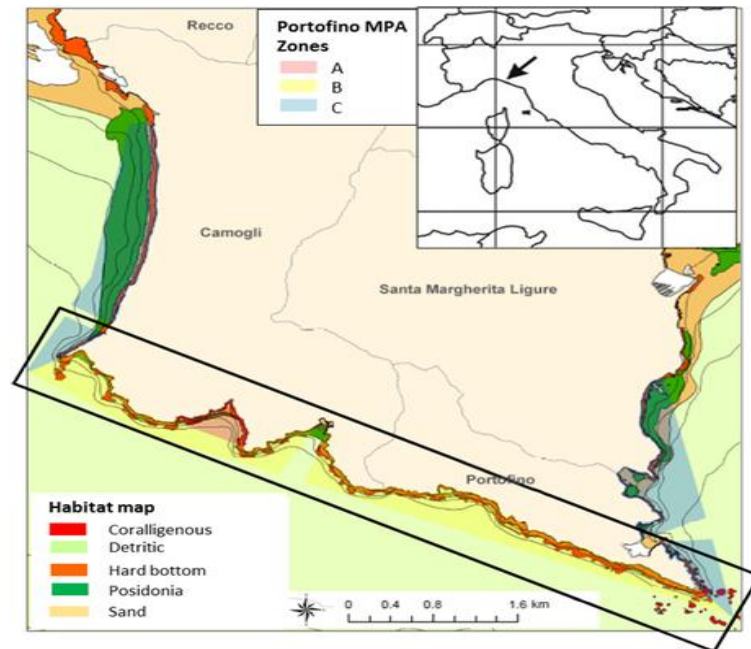 Recco
Portofino MPA
Zones
A
B
C
Camogli
Santa Margherita Ligure
Portofino
Habitat map
Coralligenous
Detritic
Hard bottom
Posidonia
Sand
0 0.4 0.8 1.6 km